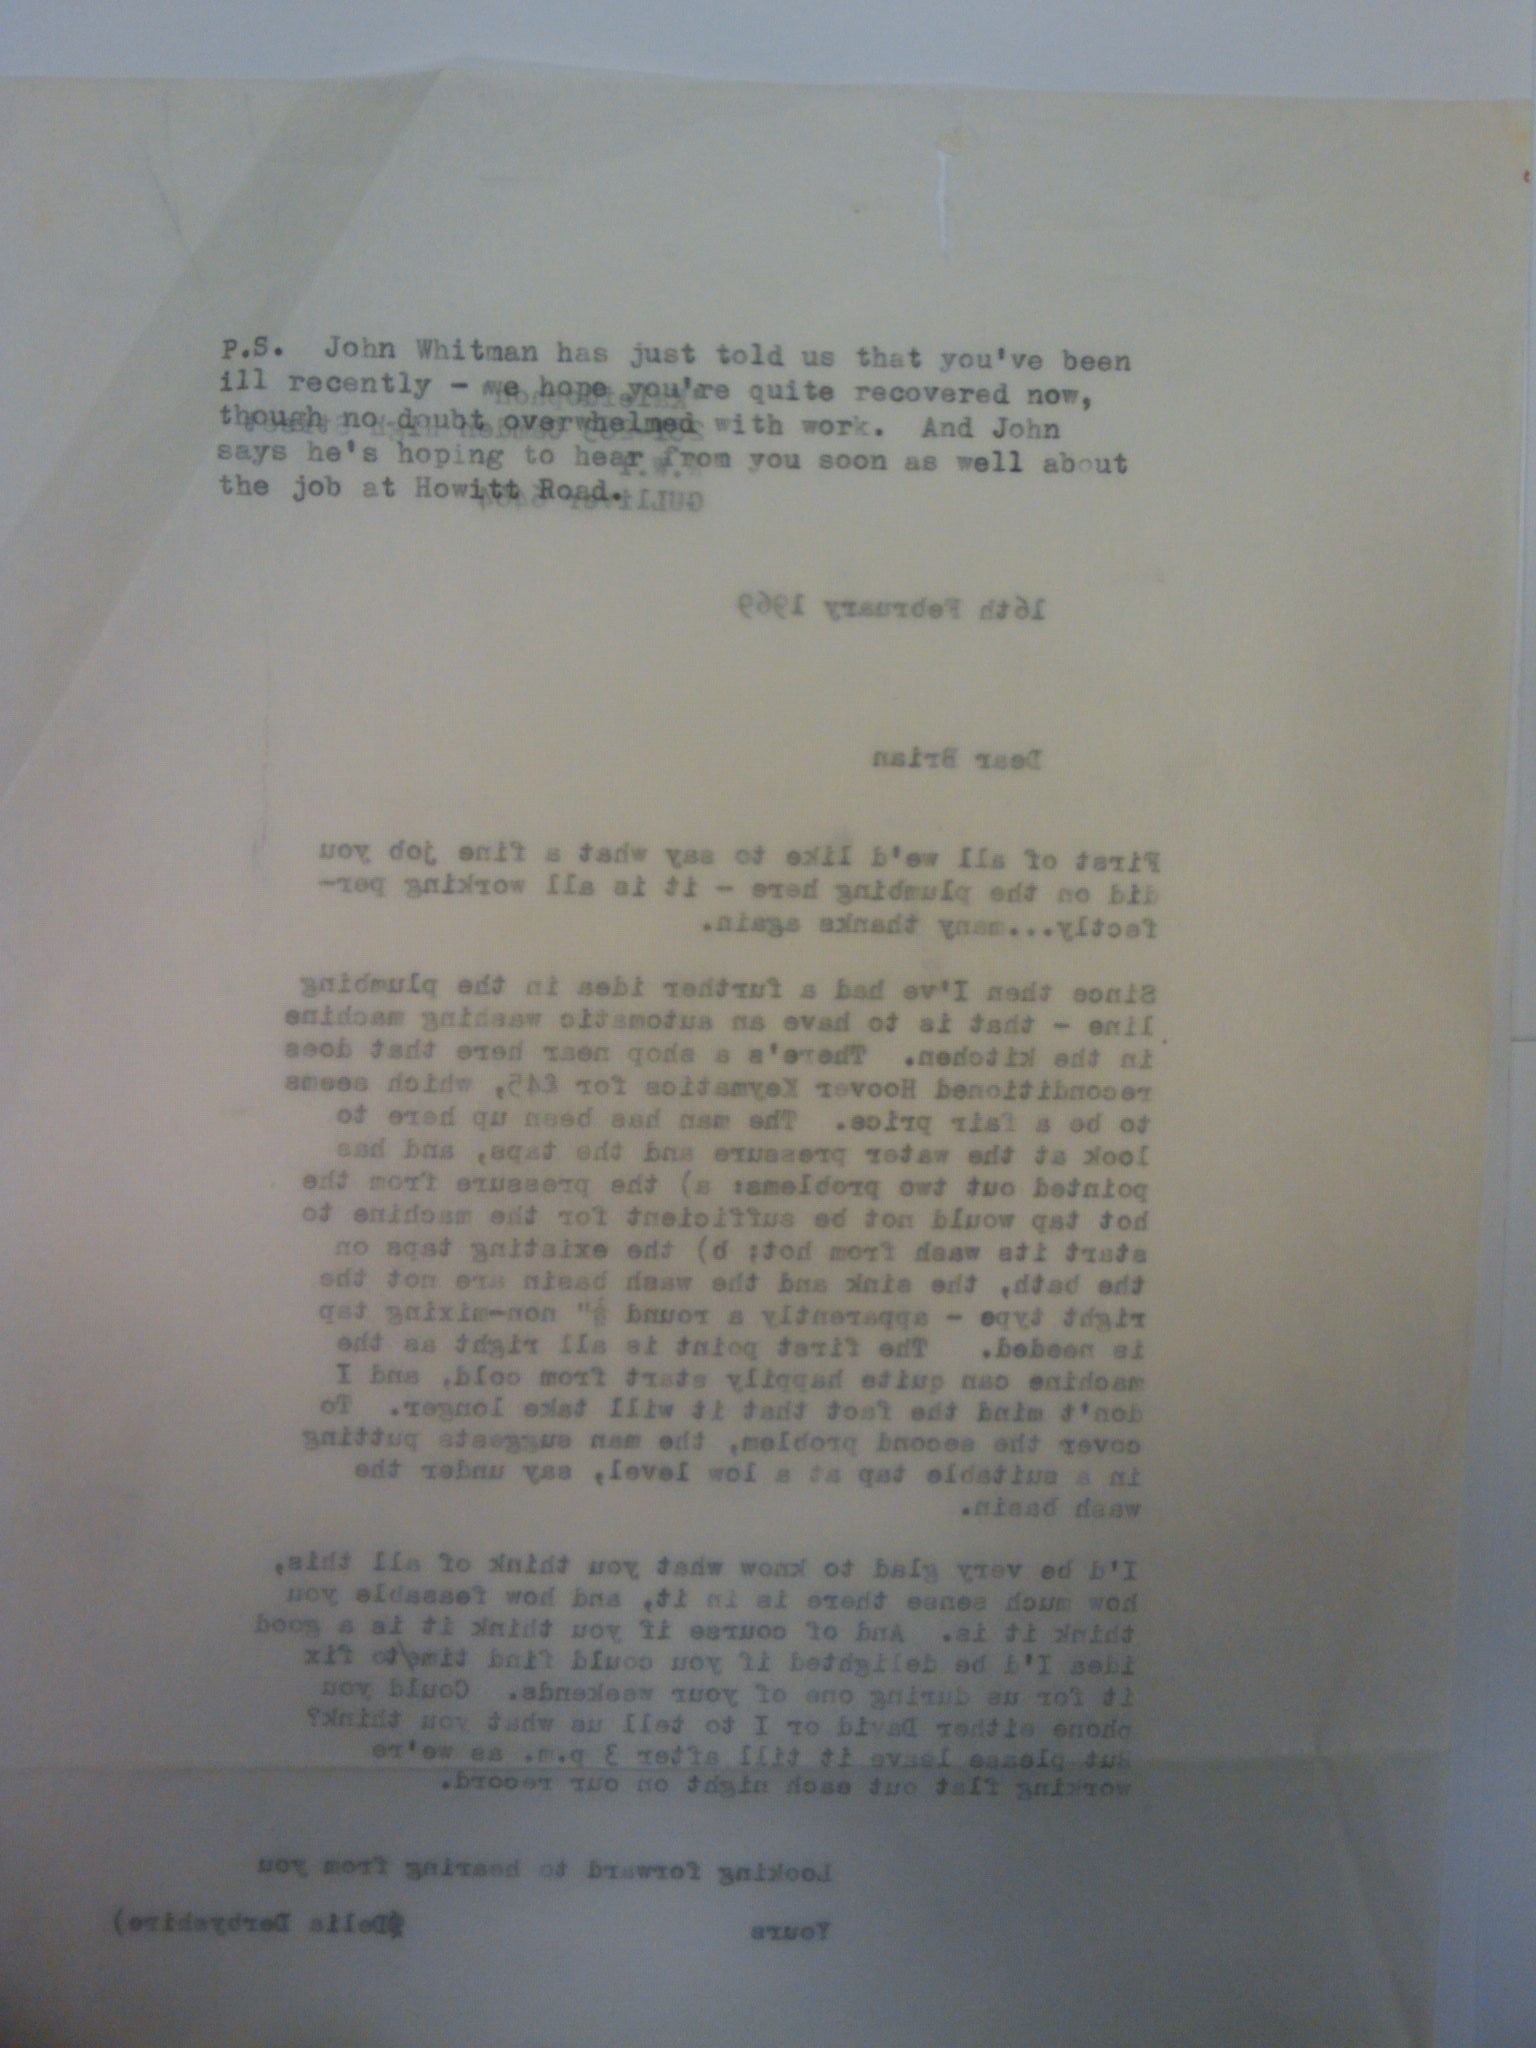 P.S.  John Whitman has just told us that you've been
ill recently - we hope you're quite recovered now,
though no doubt overwhelmed with work.  And John
says he's hoping to hear from you soon as well about
the job at Howitt Road.
Kaleidophon
Camden High Street
N.W.1
GULliver
16th February 1969
Dear Brian
First of all we'd like to say what a fine job you
did on the plumbing here - it is all working per-
fectly...many thanks again.
Since then I've had a further idea in the plumbing
line - that is to have an automatic washing machine
in the kitchen.  There's a shop near here that does
reconditioned Hoover Keymatics for £45, which seems
to be a fair price.  The man has been up here to
look at the water pressure and the taps, and has
pointed out two problems: a) the pressure from the
hot tap would not be sufficient for the machine to
start its wash from hot; b) the existing taps on
the bath, the sink and the wash basin are not the
right type - apparently a round non-mixing tap
is needed.  The first point is all right as the
machine can quite happily start from cold, and I
don't mind the fact that it will take longer.  To
cover the second problem, the man suggests putting
in a suitable tap at a low level, say under the
wash basin.
I'd be very glad to know what you think of all this,
how much sense there is in it, and how feasable you
think it is.  And of course if you think it is a good
idea I'd be delighted if you could find time/to fix
it for us during one of your weekends.  Could you
phone either David or I to tell us what you think?
But please leave it till after 3 p.m. as we're
working flat out each night on our record.
Looking forward to hearing from you
Yours
(Delia Derbyshire)